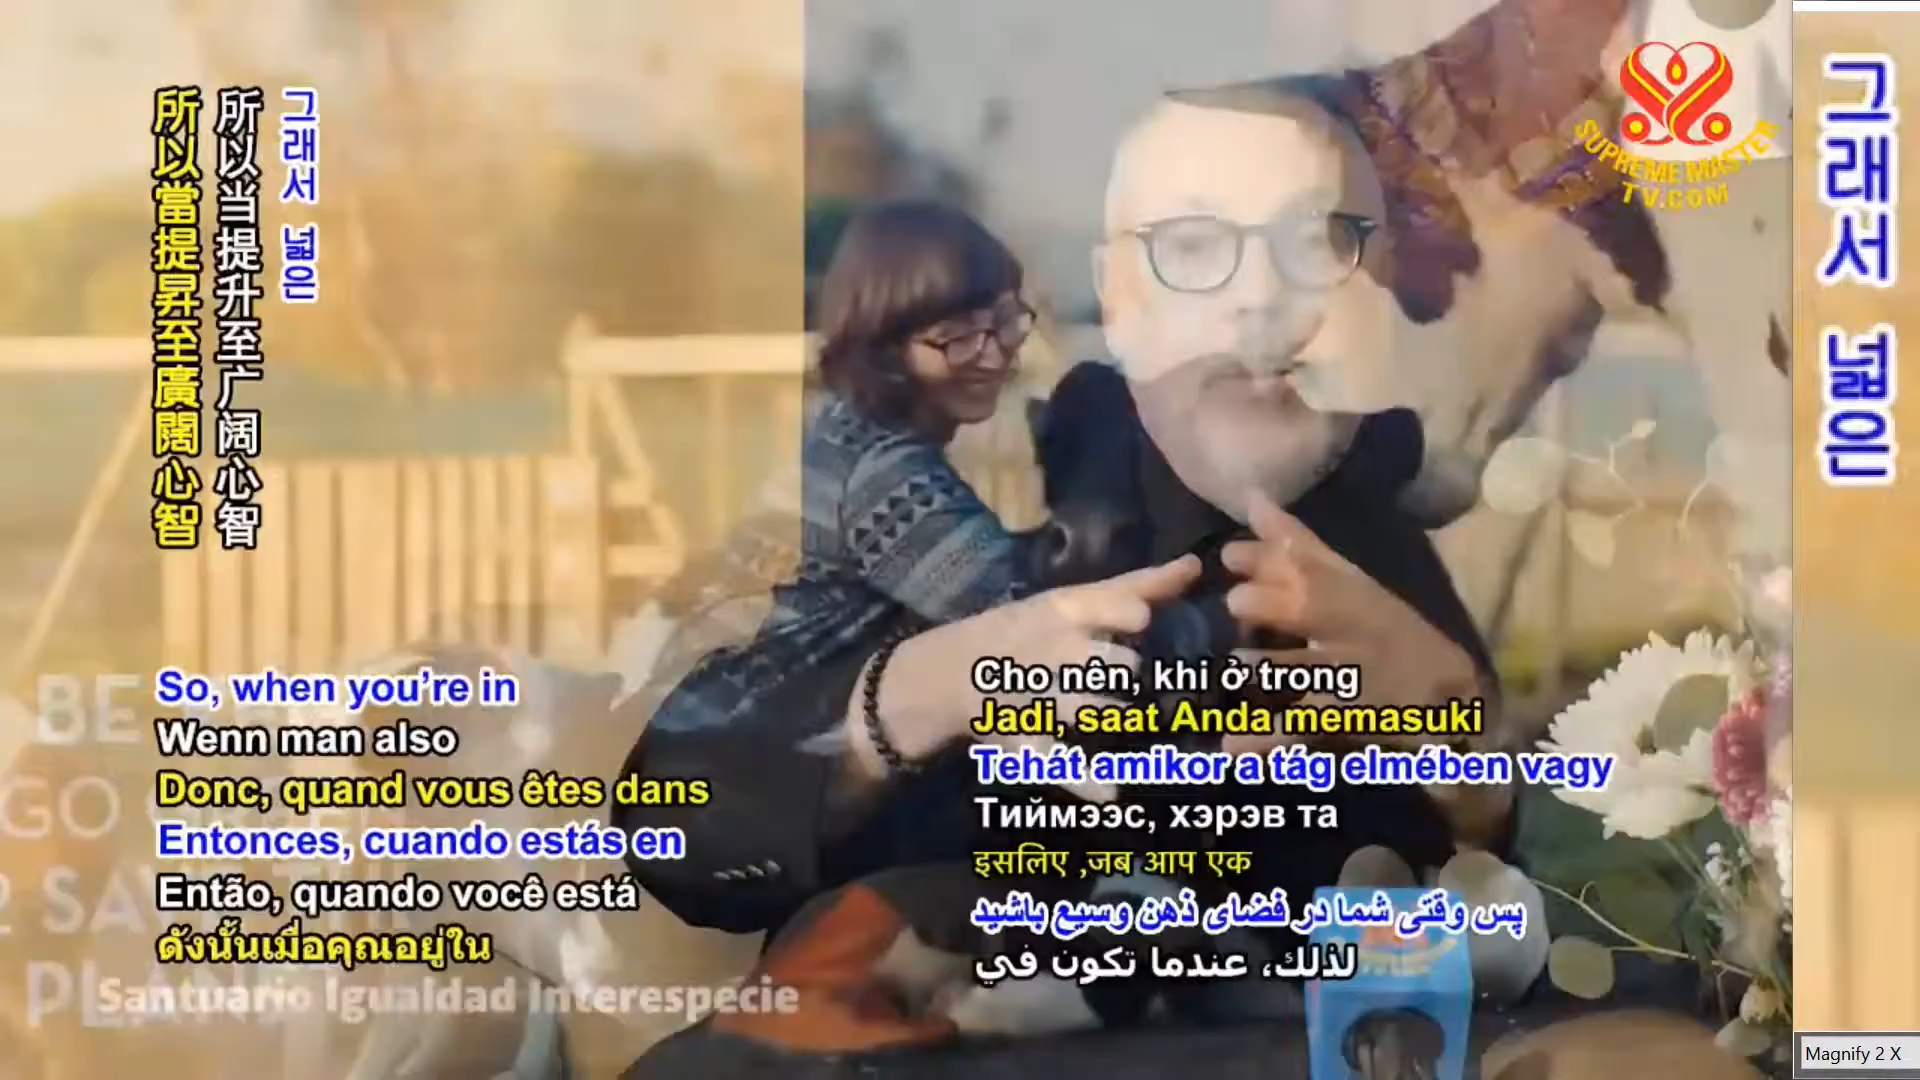 그래서 넓은
所以当提升至广阔心智
所以當提昇至廣闊心智
SUPREME MASTER
TV.COM
그래서 넓은
So, when you're in
Wenn man also
Donc, quand vous êtes dans
Entonces, cuando estás en
Então, quando você está
ดังนั้นเมื่อคุณอยู่ใน
Cho nên, khi ở trong
Jadi, saat Anda memasuki
Tehát amikor a tág elmében vagy
Тиймээс, хэрэв та
इसलिए ,जब आप एक
پس وقتی شما در فضای ذهن وسیع باشید
لذلك، عندما تكون في
BE
GO
2 SA
PLAN
Santuario Igualdad Interespecie
Magnify 2 X